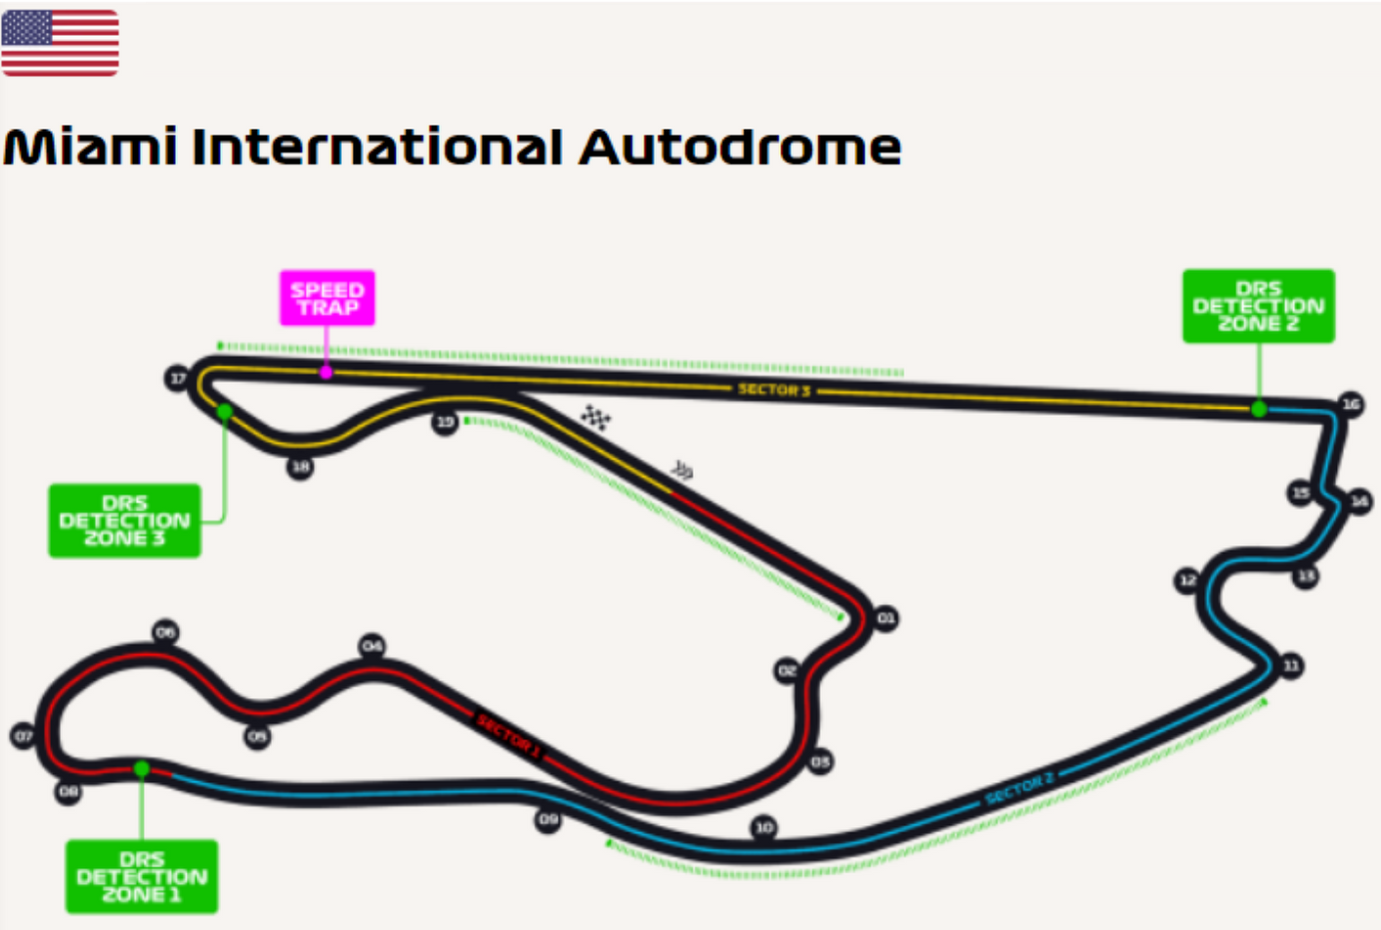 Miami International Autodrome
SPEED
TRAP
DRS
DETECTION
ZONE 2
17
SECTOR 3
16
19
18
15
14
DRS
DETECTION
ZONE 3
12
13
01
06
04
02
11
07
05
SECTOR 1
03
08
SECTOR 2
09
10
DRS
DETECTION
ZONE 1